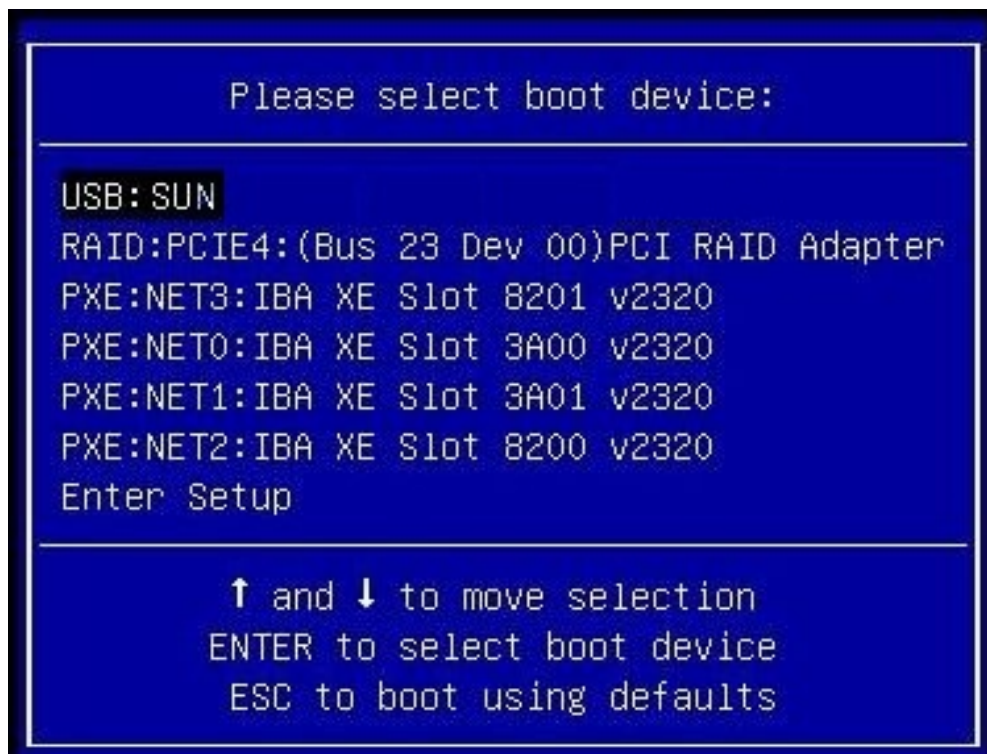 Please select boot device:
USB:SUN
RAID:PCIE4:(Bus 23 Dev 00)PCI RAID Adapter
PXE:NET3:IBA XE Slot 8201 v2320
PXE:NET0:IBA XE Slot 3A00 v2320
PXE:NET1:IBA XE Slot 3A01 v2320
PXE:NET2:IBA XE Slot 8200 v2320
Enter Setup
↑ and ↓ to move selection
ENTER to select boot device
ESC to boot using defaults